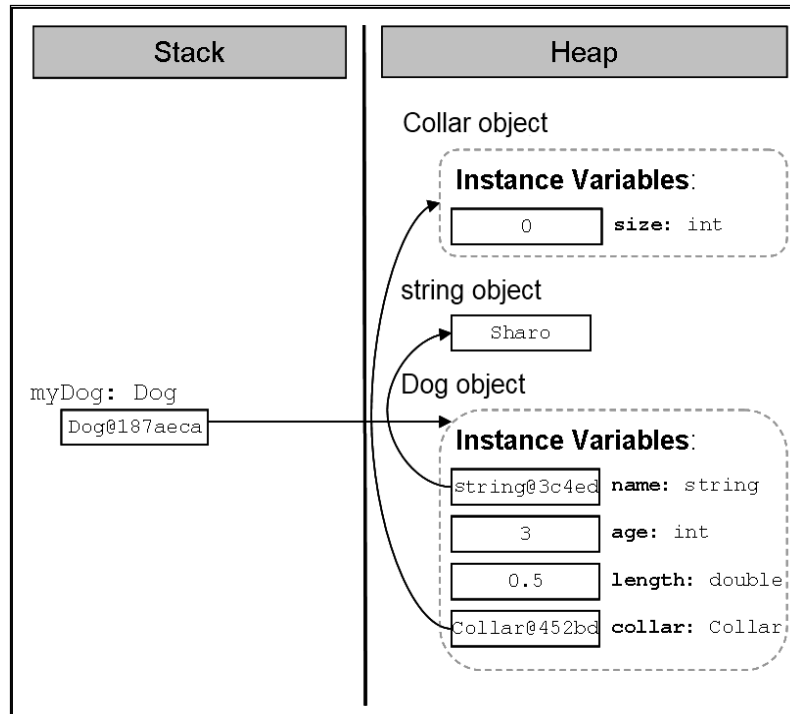 Stack
Heap
Collar object
Instance Variables:
0 size: int
string object
Sharo
myDog: Dog
Dog@187aeca
Dog object
Instance Variables:
string@3c4ed name: string
3 age: int
0.5 length: double
Collar@452bd collar: Collar